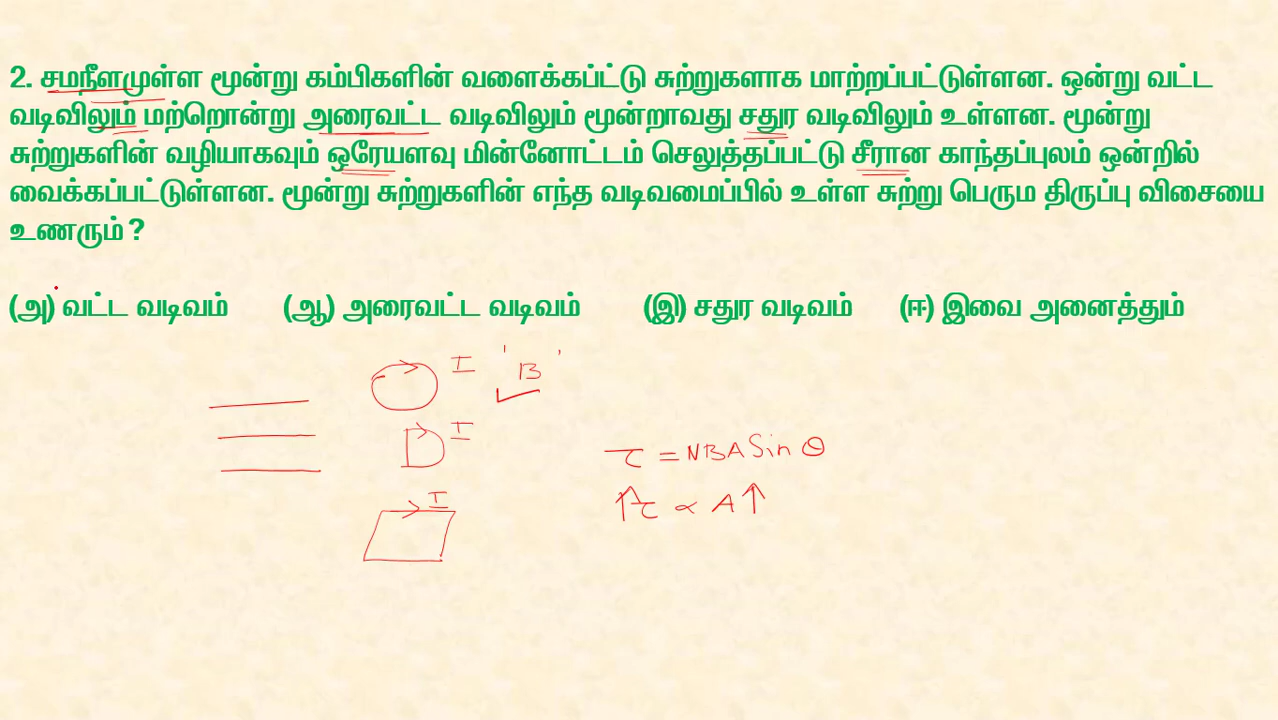 2. சமநீளமுள்ள மூன்று கம்பிகளின் வளைக்கப்ட்டு சுற்றுகளாக மாற்றப்பட்டுள்ளன. ஒன்று வட்ட
வடிவிலும் மற்றொன்று அரைவட்ட வடிவிலும் மூன்றாவது சதுர வடிவிலும் உள்ளன. மூன்று
சுற்றுகளின் வழியாகவும் ஒரேயளவு மின்னோட்டம் செலுத்தப்பட்டு சீரான காந்தப்புலம் ஒன்றில்
வைக்கப்பட்டுள்ளன. மூன்று சுற்றுகளின் எந்த வடிவமைப்பில் உள்ள சுற்று பெரும திருப்பு விசையை
உணரும் ?
(அ) வட்ட வடிவம் (ஆ) அரைவட்ட வடிவம் (இ) சதுர வடிவம் (ஈ) இவை அனைத்தும்
I 'B'
I
τ = NBA Sin θ
I
↑τ ∝ A↑